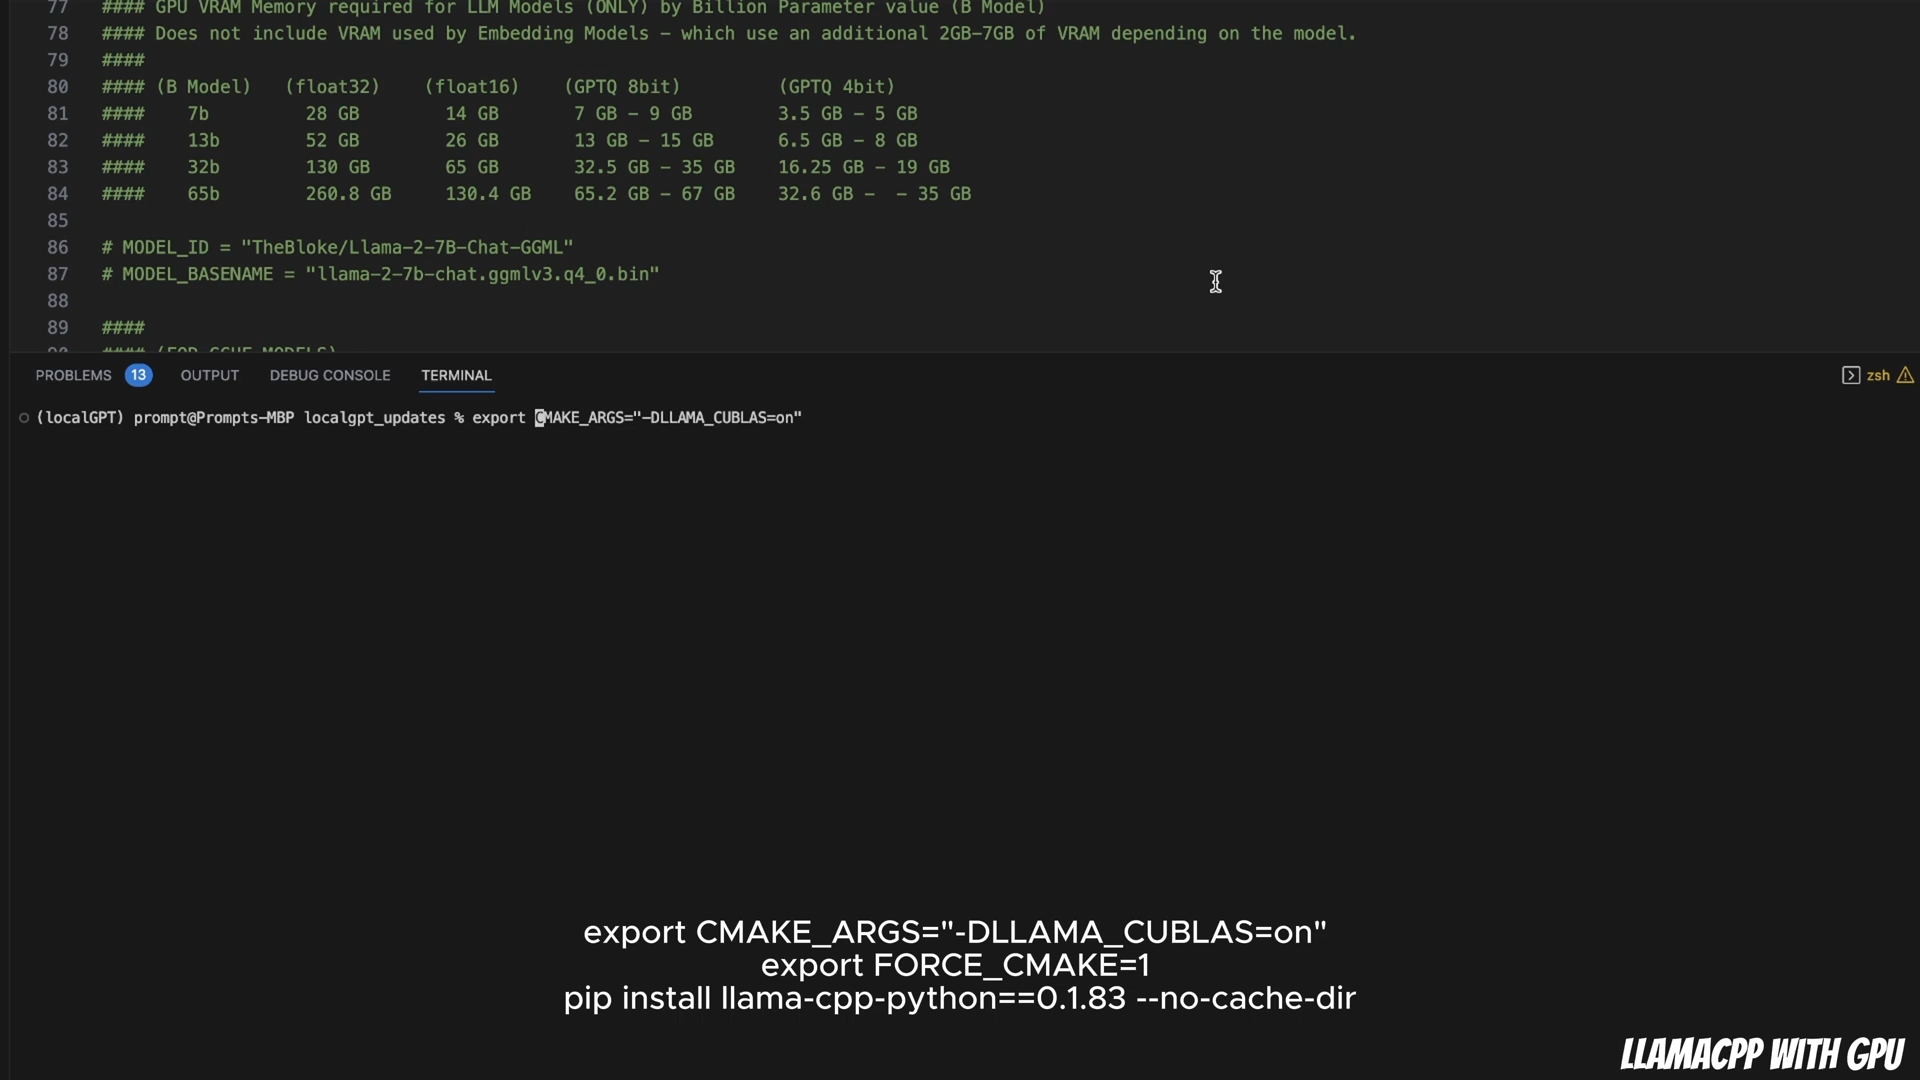 77 #### GPU VRAM Memory required for LLM Models (ONLY) by Billion Parameter value (B Model)
78 #### Does not include VRAM used by Embedding Models - which use an additional 2GB-7GB of VRAM depending on the model.
79 ####
80 #### (B Model) (float32) (float16) (GPTQ 8bit) (GPTQ 4bit)
81 #### 7b 28 GB 14 GB 7 GB - 9 GB 3.5 GB - 5 GB
82 #### 13b 52 GB 26 GB 13 GB - 15 GB 6.5 GB - 8 GB
83 #### 32b 130 GB 65 GB 32.5 GB - 35 GB 16.25 GB - 19 GB
84 #### 65b 260.8 GB 130.4 GB 65.2 GB - 67 GB 32.6 GB - - 35 GB
85
86 # MODEL_ID = "TheBloke/Llama-2-7B-Chat-GGML"
87 # MODEL_BASENAME = "llama-2-7b-chat.ggmlv3.q4_0.bin"
88
89 ####
90 #### (FOR GGUF MODELS)
PROBLEMS 13 OUTPUT DEBUG CONSOLE TERMINAL zsh
(localGPT) prompt@Prompts-MBP localgpt_updates % export CMAKE_ARGS="-DLLAMA_CUBLAS=on"
export CMAKE_ARGS="-DLLAMA_CUBLAS=on"
export FORCE_CMAKE=1
pip install llama-cpp-python==0.1.83 --no-cache-dir
LLAMACPP WITH GPU